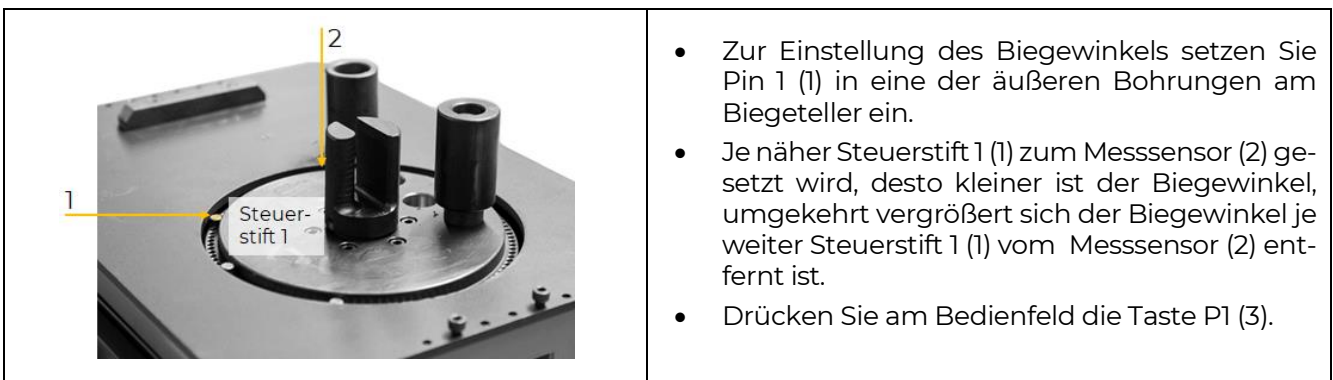 2
1
Steuer-
stift 1
• Zur Einstellung des Biegewinkels setzen Sie
Pin 1 (1) in eine der äußeren Bohrungen am
Biegeteller ein.
• Je näher Steuerstift 1 (1) zum Messsensor (2) ge-
setzt wird, desto kleiner ist der Biegewinkel,
umgekehrt vergrößert sich der Biegewinkel je
weiter Steuerstift 1 (1) vom Messsensor (2) ent-
fernt ist.
• Drücken Sie am Bedienfeld die Taste P1 (3).